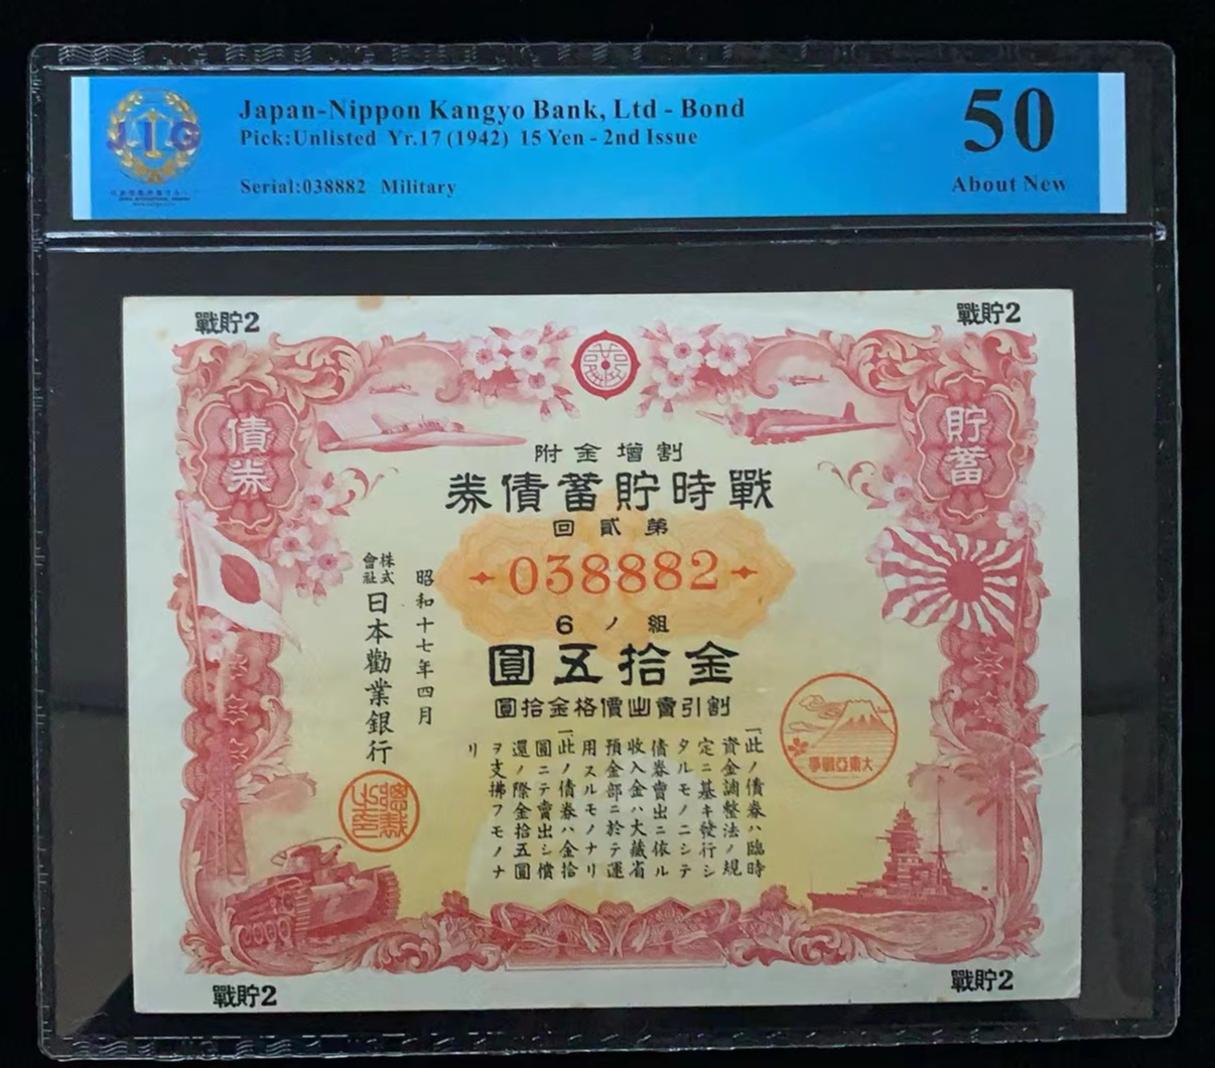 JIG
Japan-Nippon Kangyo Bank, Ltd - Bond
Pick:Unlisted Yr.17 (1942) 15 Yen - 2nd Issue
Serial:038882 Military
50
About New
戰貯2
戰貯2
貯蓄
債券
割增金附
戰時貯蓄債券
第貳回
038882
組ノ6
金拾五圓
割引賣出價格金拾圓
大東亞戰爭
一此ノ債券ハ臨時
資金調整法ノ規
定ニ基キ發行シ
タルモノニシテ
債券賣出ニ依ル
收入金ハ大藏省
預金部ニ於テ運
用スルモノナリ
一此ノ債券ハ金拾
圓ニテ賣出シ償
還ノ際金拾五圓
ヲ支拂フモノナ
リ
昭和十七年四月
株式會社日本勸業銀行
戰貯2
戰貯2